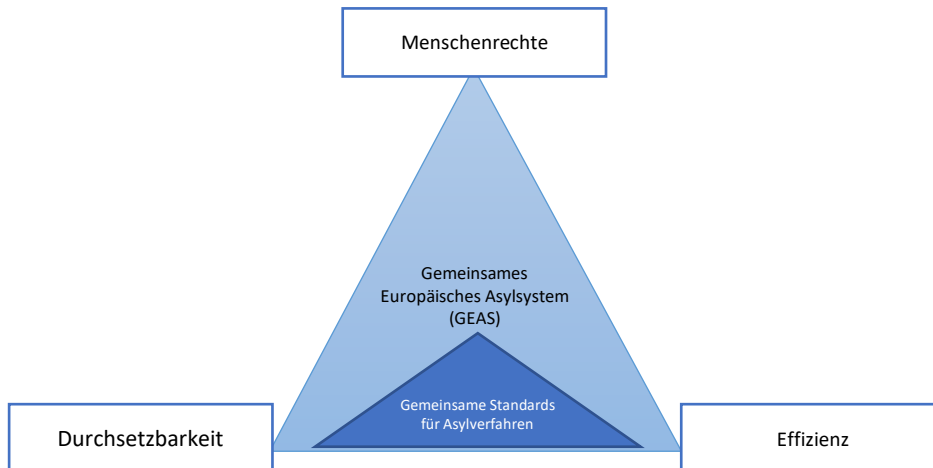 Menschenrechte
Gemeinsames
Europäisches Asylsystem
(GEAS)
Gemeinsame Standards
für Asylverfahren
Durchsetzbarkeit
Effizienz